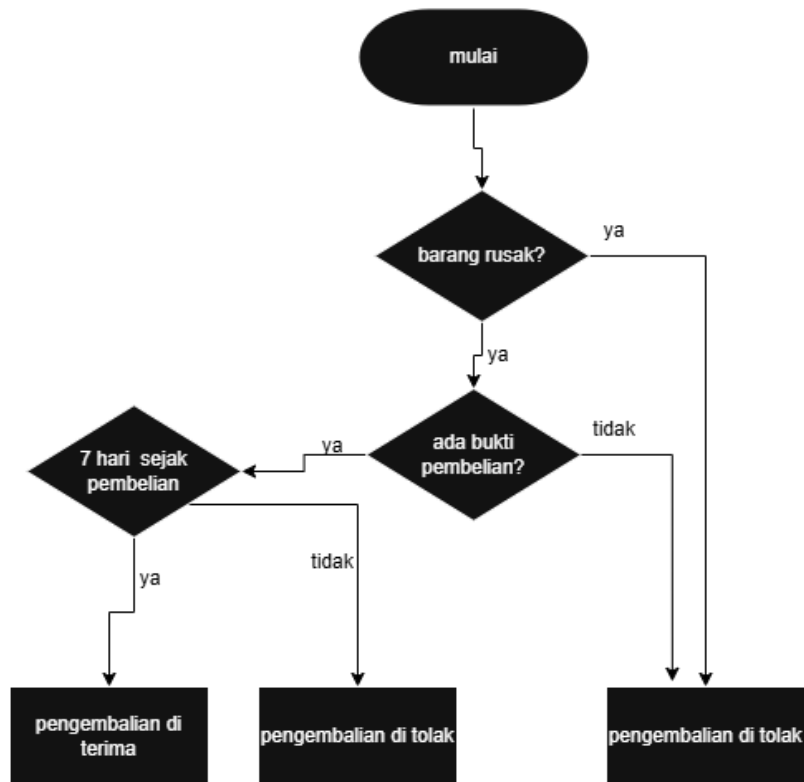 mulai
barang rusak?
ya
ya
ada bukti
pembelian?
tidak
ya
7 hari sejak
pembelian
ya
tidak
pengembalian di
terima
pengembalian di tolak
pengembalian di tolak